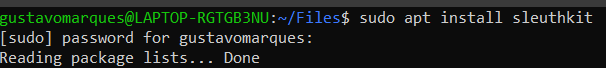 gustavomarques@LAPTOP-RGTGB3NU:~/Files$ sudo apt install sleuthkit
[sudo] password for gustavomarques:
Reading package lists... Done